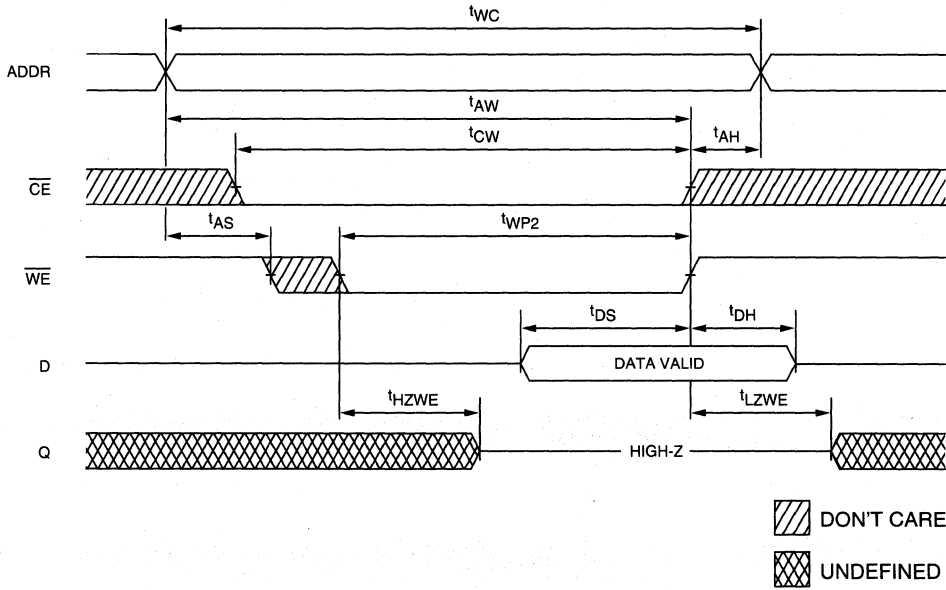 tWC
ADDR
tAW
tCW
tAH
CE
tAS
tWP2
WE
tDS
tDH
D
DATA VALID
tHZWE
tLZWE
Q
HIGH-Z
DON'T CARE
UNDEFINED